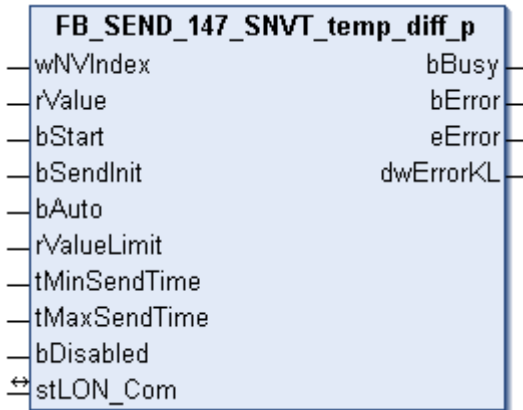 FB_SEND_147_SNVT_temp_diff_p
wNVIndex bBusy
rValue bError
bStart eError
bSendInit dwErrorKL
bAuto
rValueLimit
tMinSendTime
tMaxSendTime
bDisabled
stLON_Com